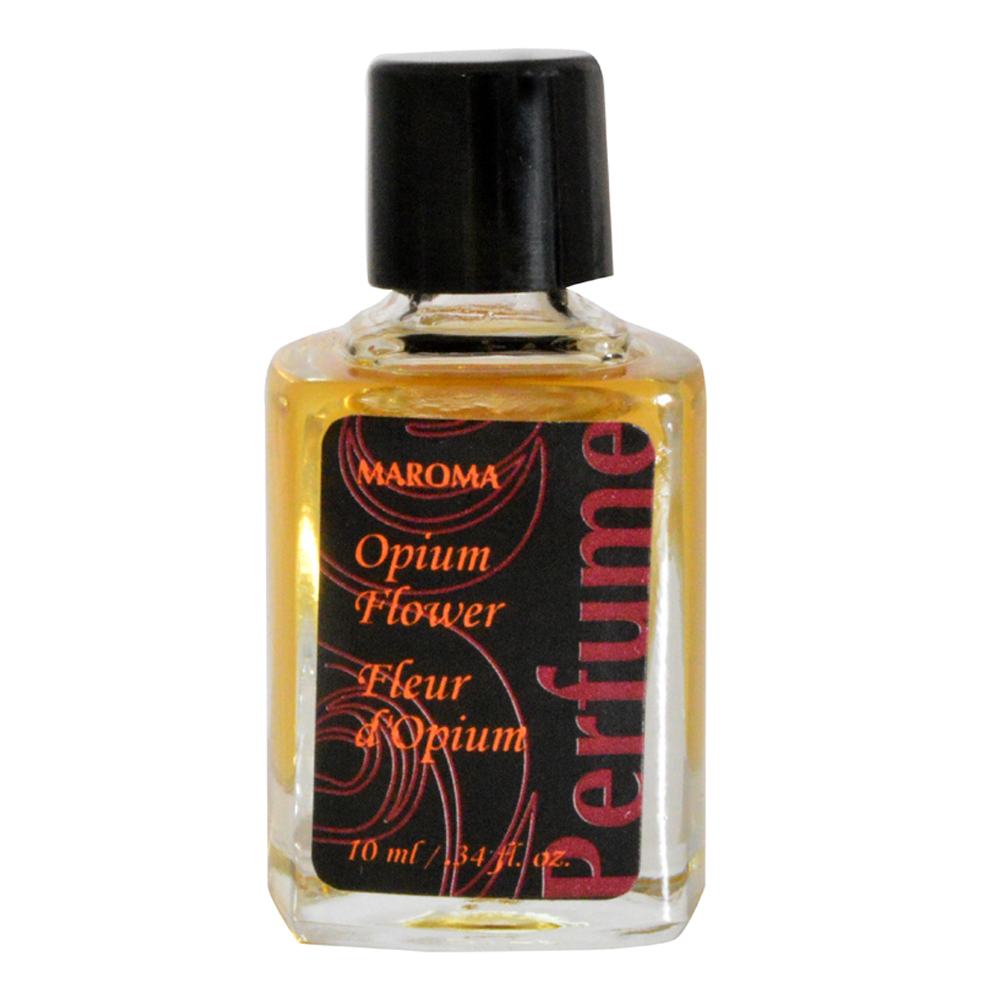 MAROMA
Opium
Flower
Fleur
d'Opium
10 ml / .34 fl. oz.
Perfume